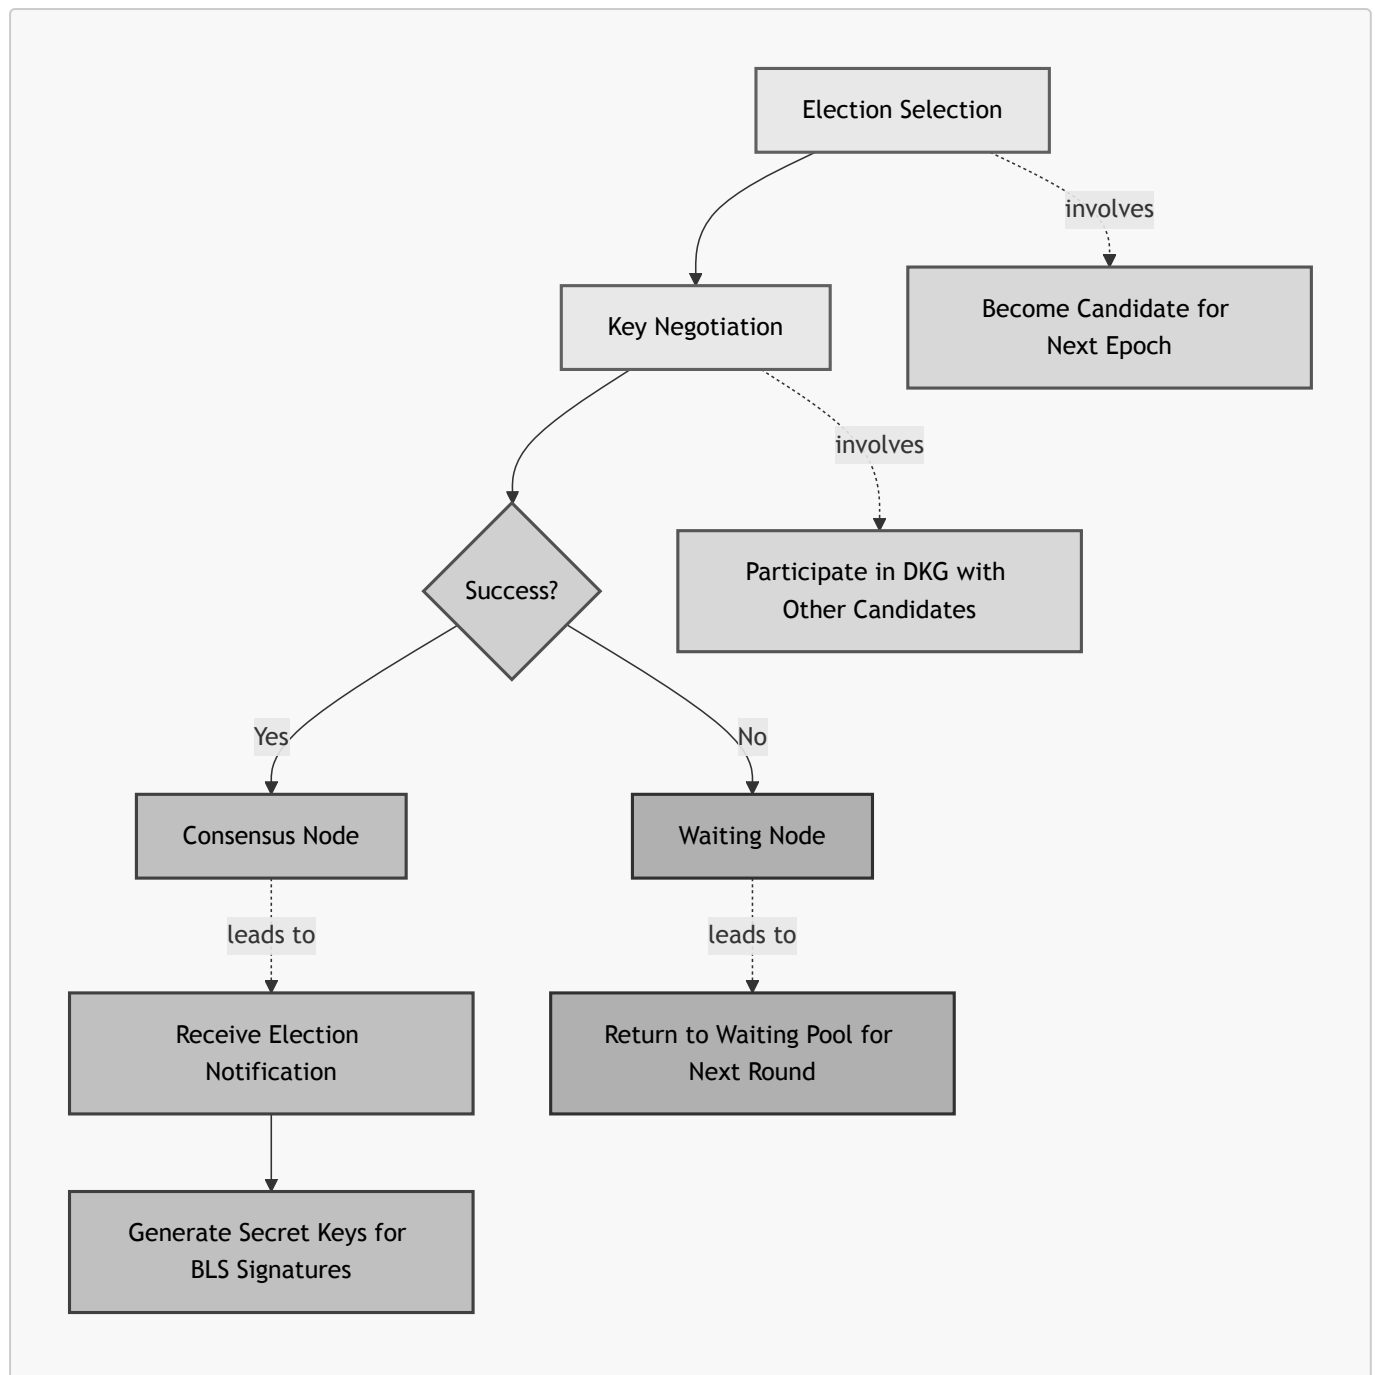 Election Selection
involves
Become Candidate for
Next Epoch
Key Negotiation
involves
Participate in DKG with
Other Candidates
Success?
Yes
No
Consensus Node
Waiting Node
leads to
leads to
Receive Election
Notification
Return to Waiting Pool for
Next Round
Generate Secret Keys for
BLS Signatures